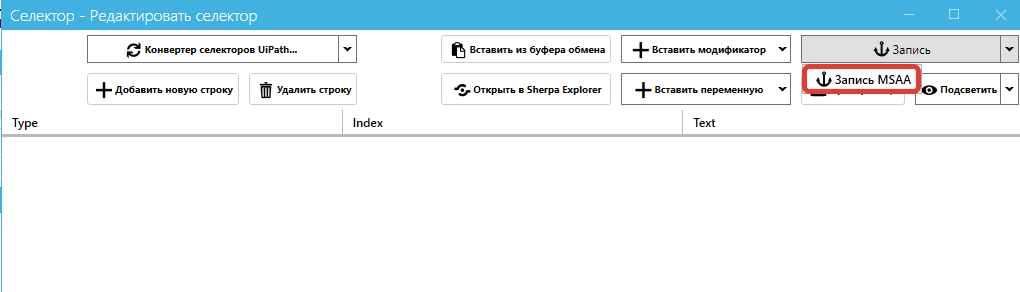 Селектор - Редактировать селектор
Конвертер селекторов UiPath...
Вставить из буфера обмена
Вставить модификатор
Запись
Запись MSAA
Добавить новую строку
Удалить строку
Открыть в Sherpa Explorer
Вставить переменную
Подсветить
Type
Index
Text